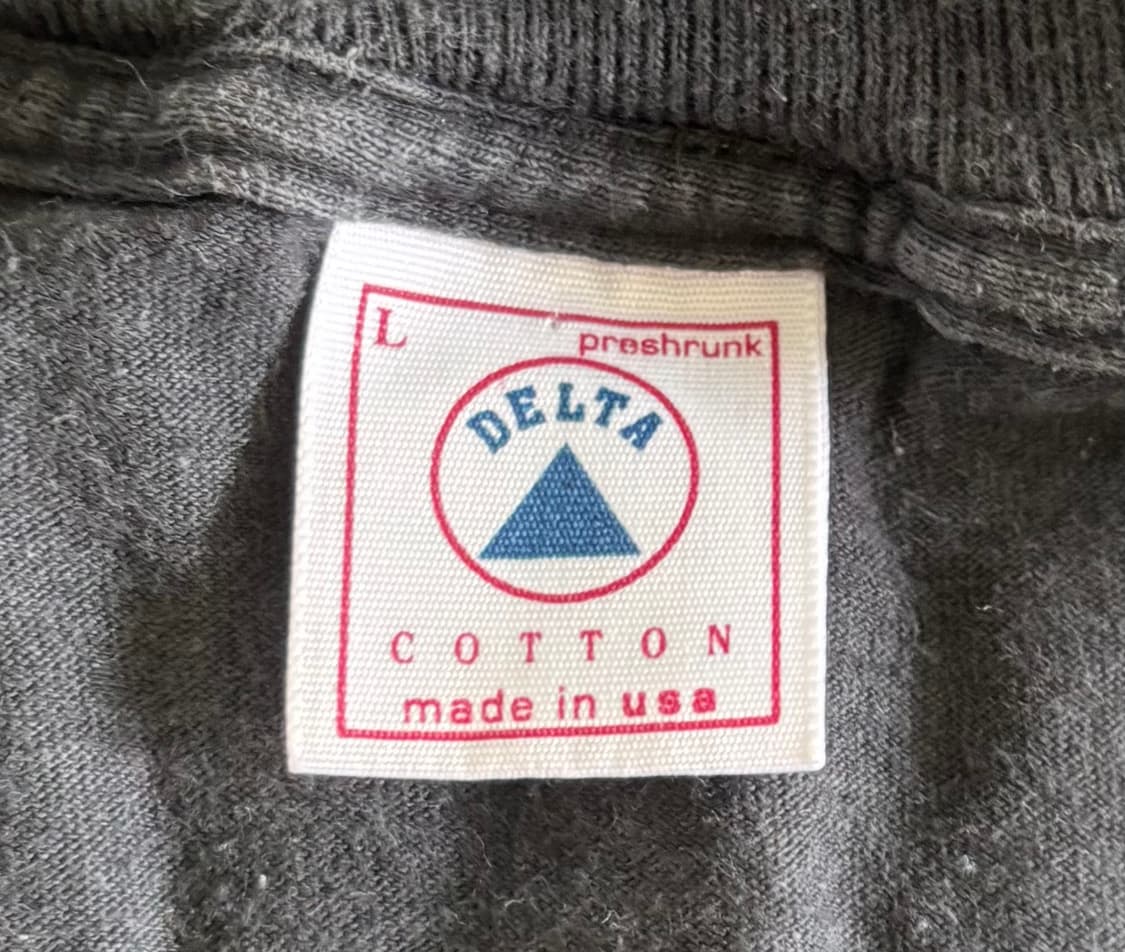 L
preshrunk
DELTA
COTTON
made in usa